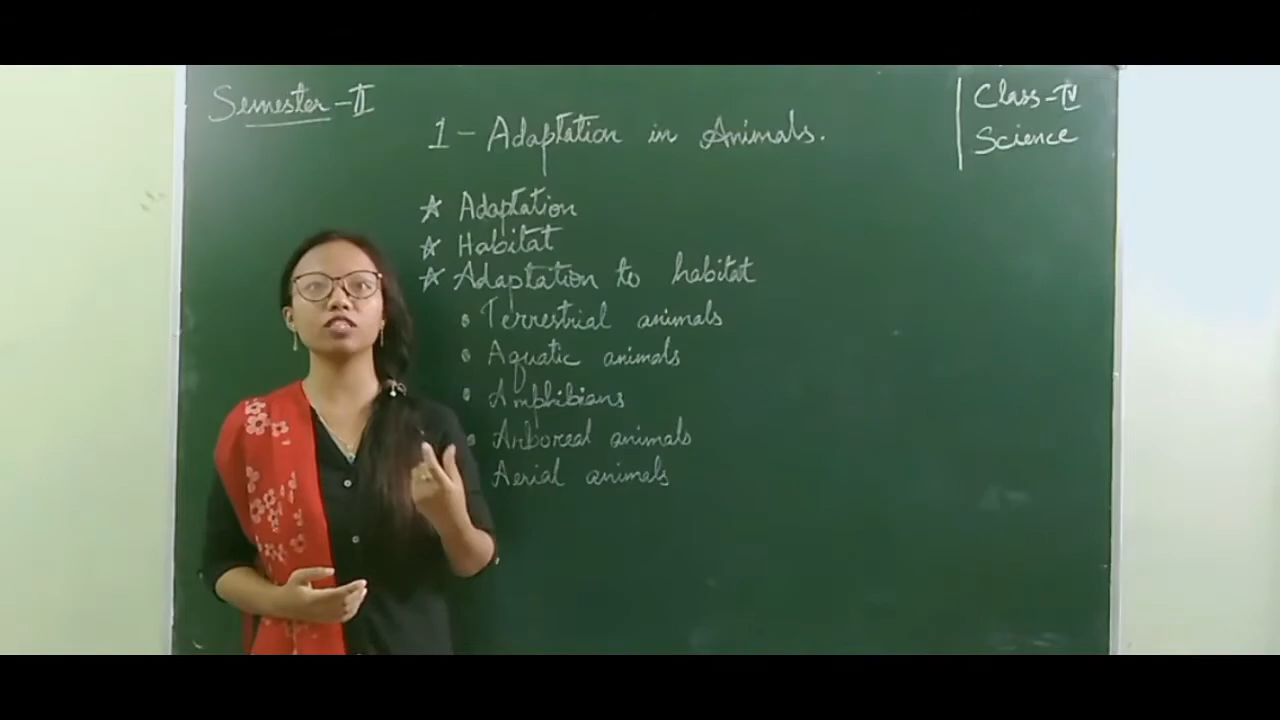 Semester-II
Class-IV
Science
1- Adaptation in Animals.
☆ Adaptation
☆ Habitat
☆ Adaptation to habitat
• Terrestrial animals
• Aquatic animals
• Amphibians
• Arboreal animals
Aerial animals